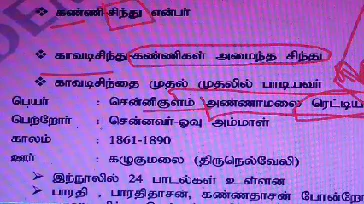 ❖ கண்ணி-சிந்து என்பர்
❖ காவடிசிந்து-கண்ணிகள் அமைந்த சிந்து
❖ காவடிசிந்தை முதல் முதலில் பாடியவர்
பெயர் : சென்னிகுளம் அண்ணாமலை ரெட்டிய
பெற்றோர் : சென்னவர்-ஓவு அம்மாள்
காலம் : 1861-1890
ஊர் : கழுகுமலை (திருநெல்வேலி)
➢ இந்நூலில் 24 பாடல்கள் உள்ளன
➢ பாரதி , பாரதிதாசன், கண்ணதாசன் போன்றோ